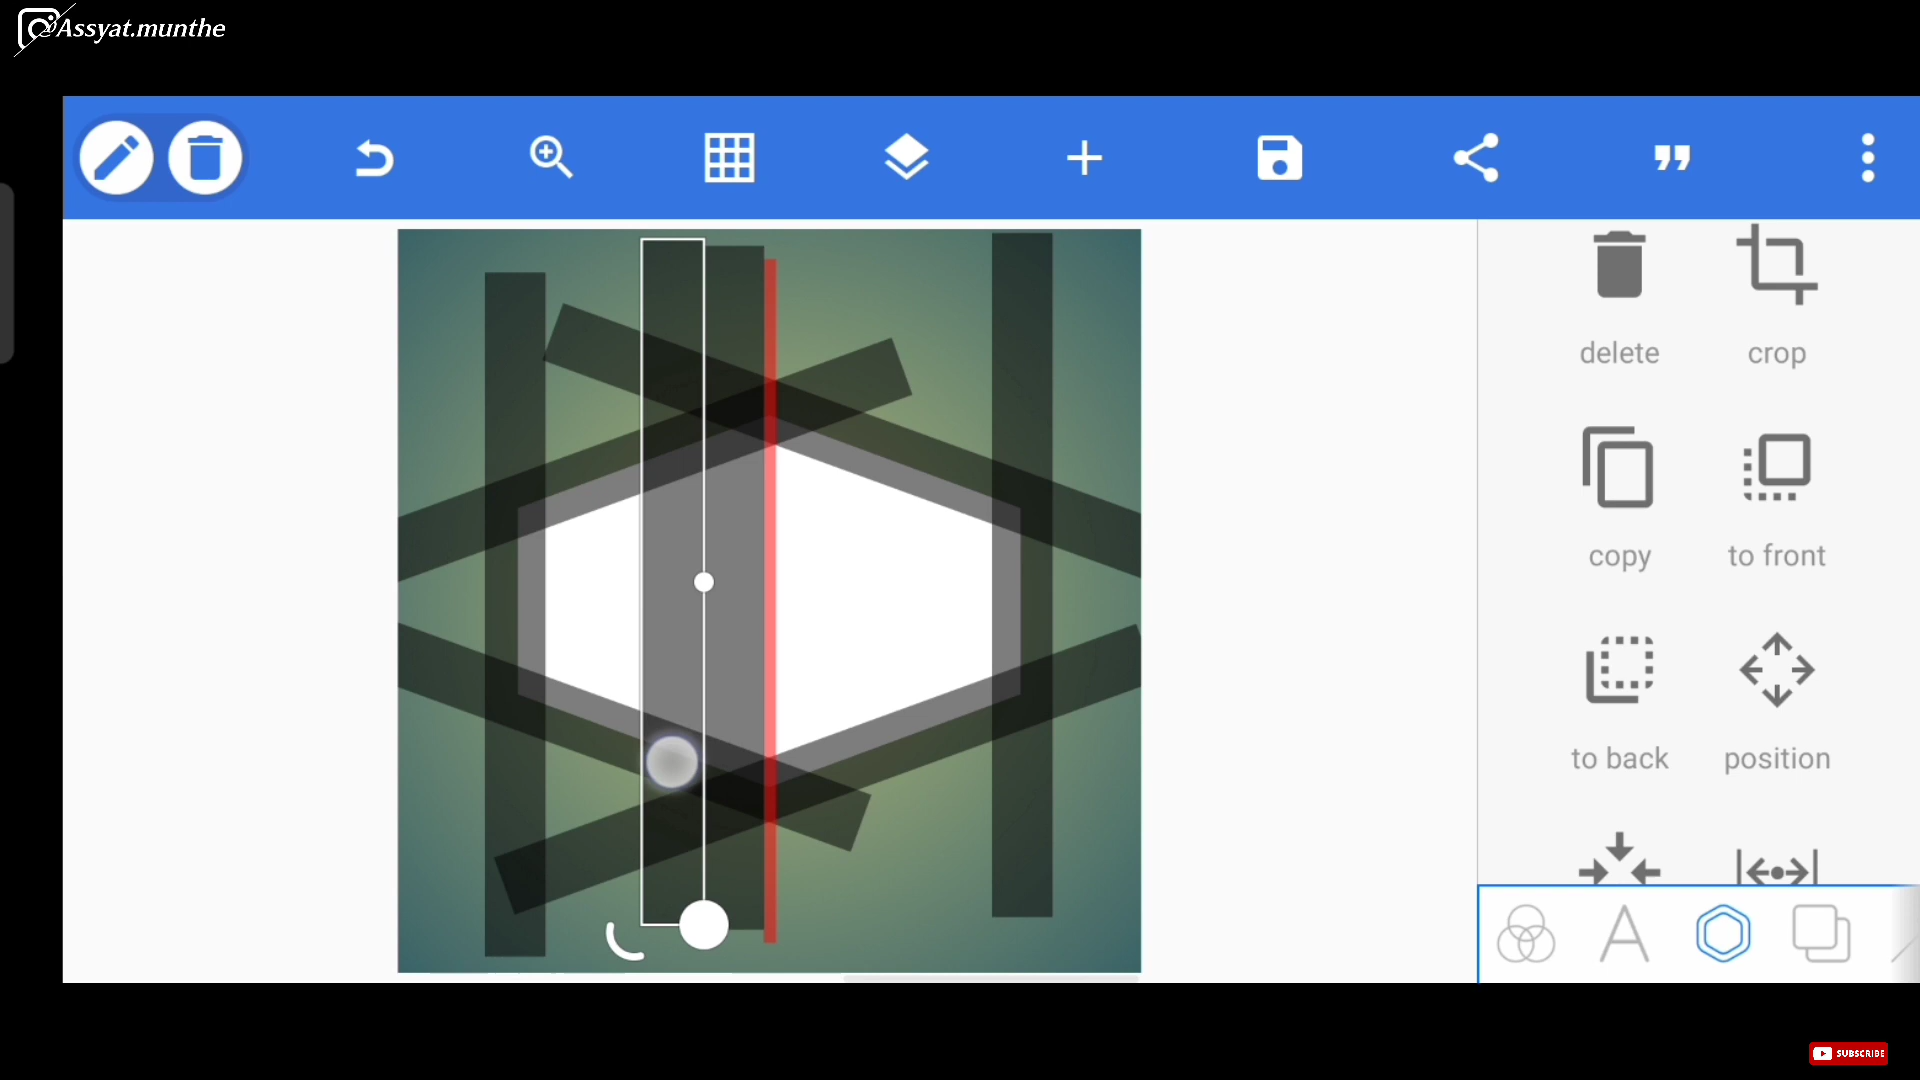 @Assyat.munthe
delete
crop
copy
to front
to back
position
SUBSCRIBE